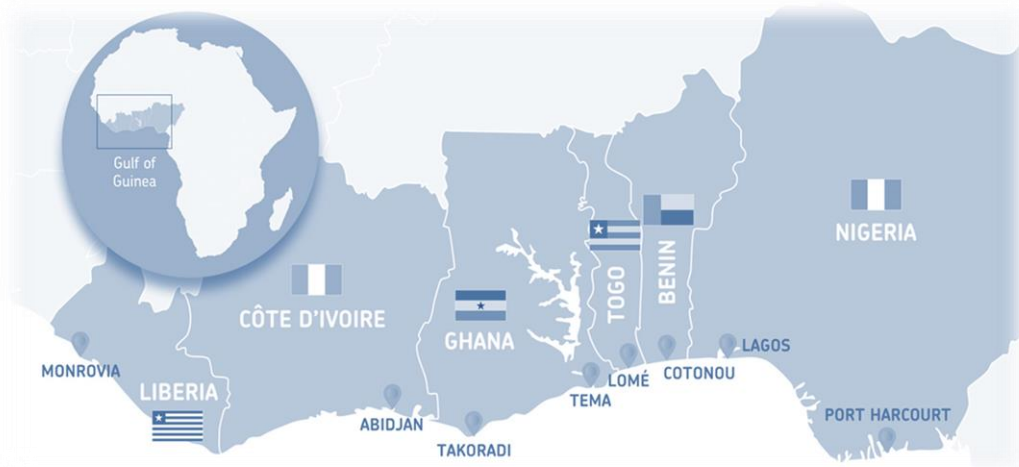 Gulf of
Guinea
NIGERIA
TOGO
BENIN
CÔTE D'IVOIRE
GHANA
LAGOS
MONROVIA
LOMÉ
COTONOU
LIBERIA
TEMA
ABIDJAN
PORT HARCOURT
TAKORADI